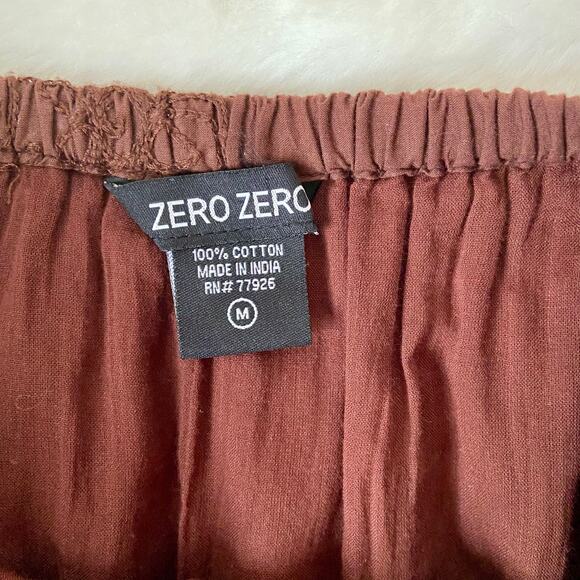 ZERO ZERO
100% COTTON
MADE IN INDIA
RN# 77926
M